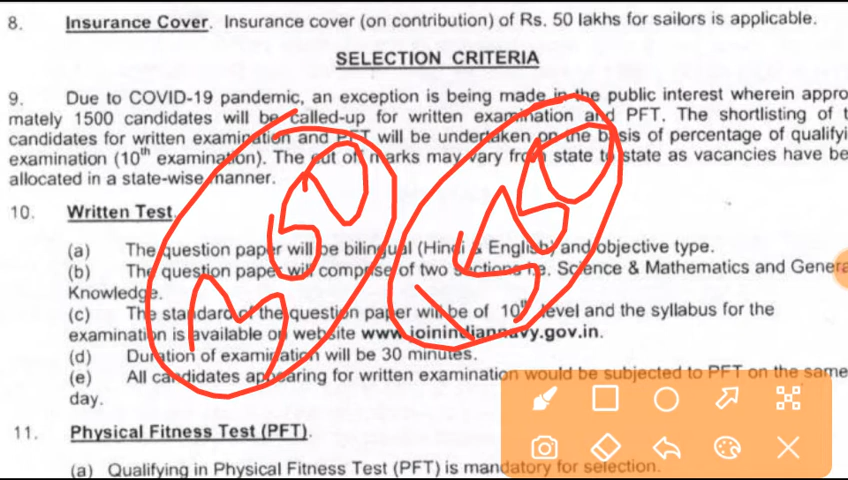 8. Insurance Cover. Insurance cover (on contribution) of Rs. 50 lakhs for sailors is applicable.
SELECTION CRITERIA
9. Due to COVID-19 pandemic, an exception is being made in the public interest wherein appro
mately 1500 candidates will be called-up for written examination and PFT. The shortlisting of t
candidates for written examination and PFT will be undertaken on the basis of percentage of qualifyi
examination (10th examination). The cut off marks may vary from state to state as vacancies have be
allocated in a state-wise manner.
10. Written Test.
(a) The question paper will be bilingual (Hindi & English) and objective type.
(b) The question paper will comprise of two sections i.e. Science & Mathematics and Genera
Knowledge.
(c) The standard of the question paper will be of 10th level and the syllabus for the
examination is available on website www.joinindiannavy.gov.in.
(d) Duration of examination will be 30 minutes.
(e) All candidates appearing for written examination would be subjected to PFT on the same
day.
11. Physical Fitness Test (PFT).
(a) Qualifying in Physical Fitness Test (PFT) is mandatory for selection.